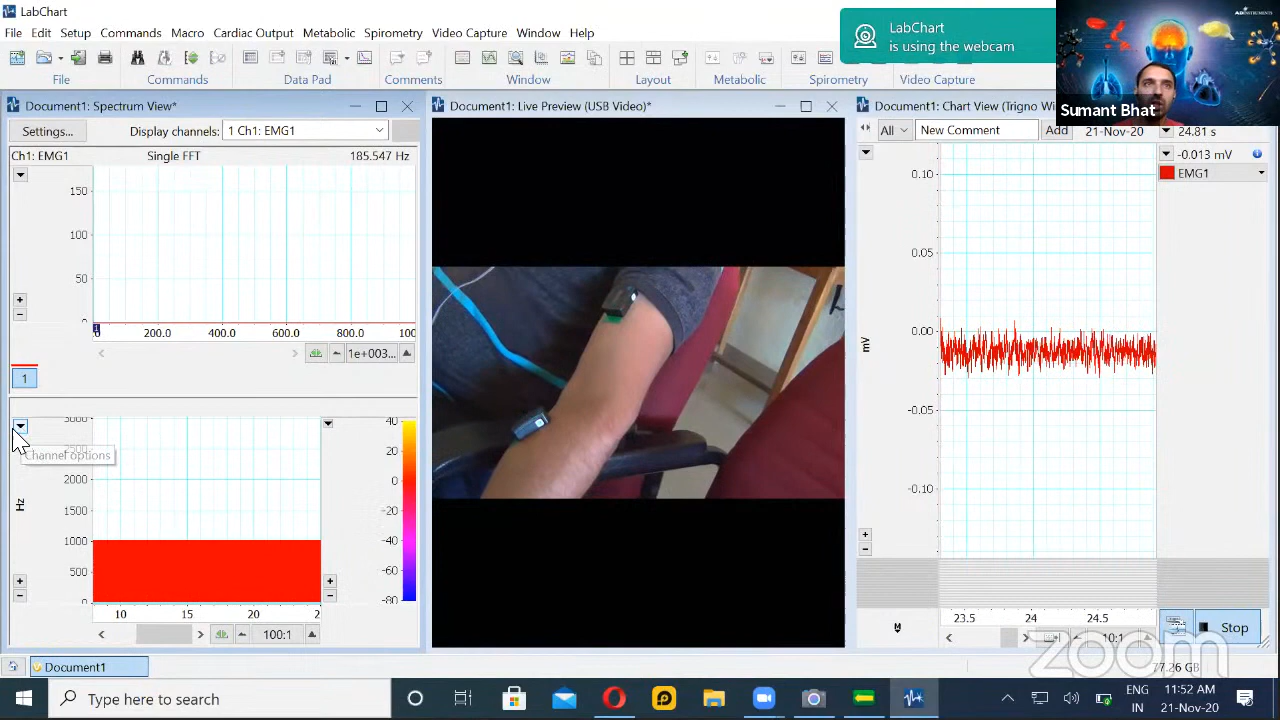 LabChart
File Edit Setup Commands Macro Cardiac Output Metabolic Spirometry Video Capture Window Help
File Commands Data Pad Comments Window Layout Metabolic Spirometry Video Capture
LabChart
is using the webcam
ADINSTRUMENTS
Sumant Bhat
Document1: Spectrum View*
Settings... Display channels: 1 Ch1: EMG1
Ch1: EMG1 Single FFT 185.547 Hz
150
100
50
0
0 200.0 400.0 600.0 800.0 100
1e+003...
1
Channel options
2000
1500
1000
500
Hz
10 15 20 2
100:1
40
20
0
-20
-40
-60
-80
Document1: Live Preview (USB Video)*
Document1: Chart View (Trigno Wi
All New Comment Add 21-Nov-20 24.81 s
-0.013 mV
EMG1
0.10
0.05
0.00
-0.05
-0.10
mV
23.5 24 24.5
M
10:1
Stop
Document1
77.26 GB
zoom
Type here to search
ENG
IN
11:52 AM
21-Nov-20